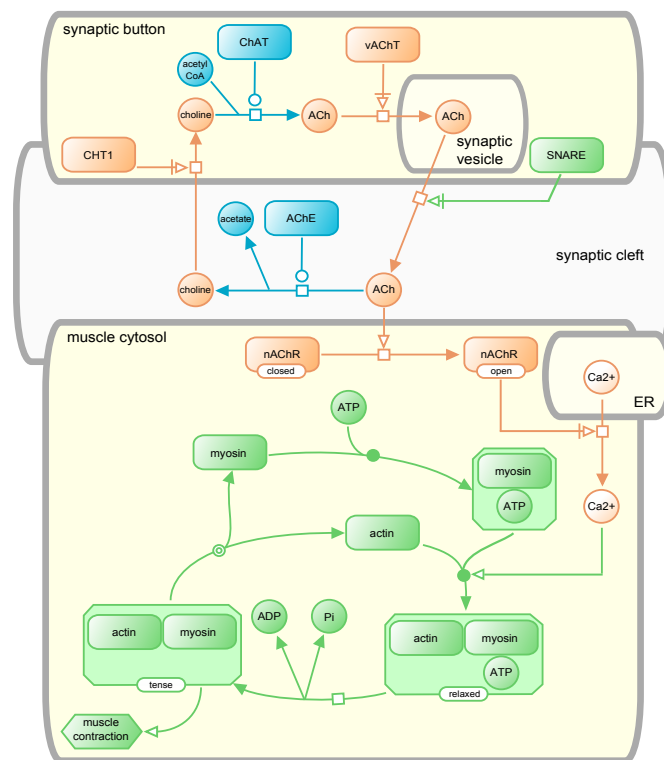 synaptic button
ChAT
vAChT
acetyl
CoA
choline
ACh
ACh
synaptic
vesicle
CHT1
SNARE
acetate
AChE
synaptic cleft
choline
ACh
muscle cytosol
nAChR
closed
nAChR
open
Ca2+
ER
ATP
myosin
myosin
ATP
Ca2+
actin
actin
myosin
tense
ADP
Pi
actin
myosin
ATP
relaxed
muscle
contraction